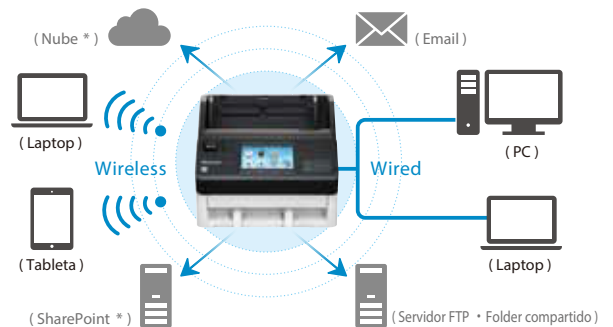 ( Nube * )
( Email )
( Laptop )
( PC )
Wireless
Wired
( Tableta )
( Laptop )
( SharePoint * )
( Servidor FTP ・Folder compartido )